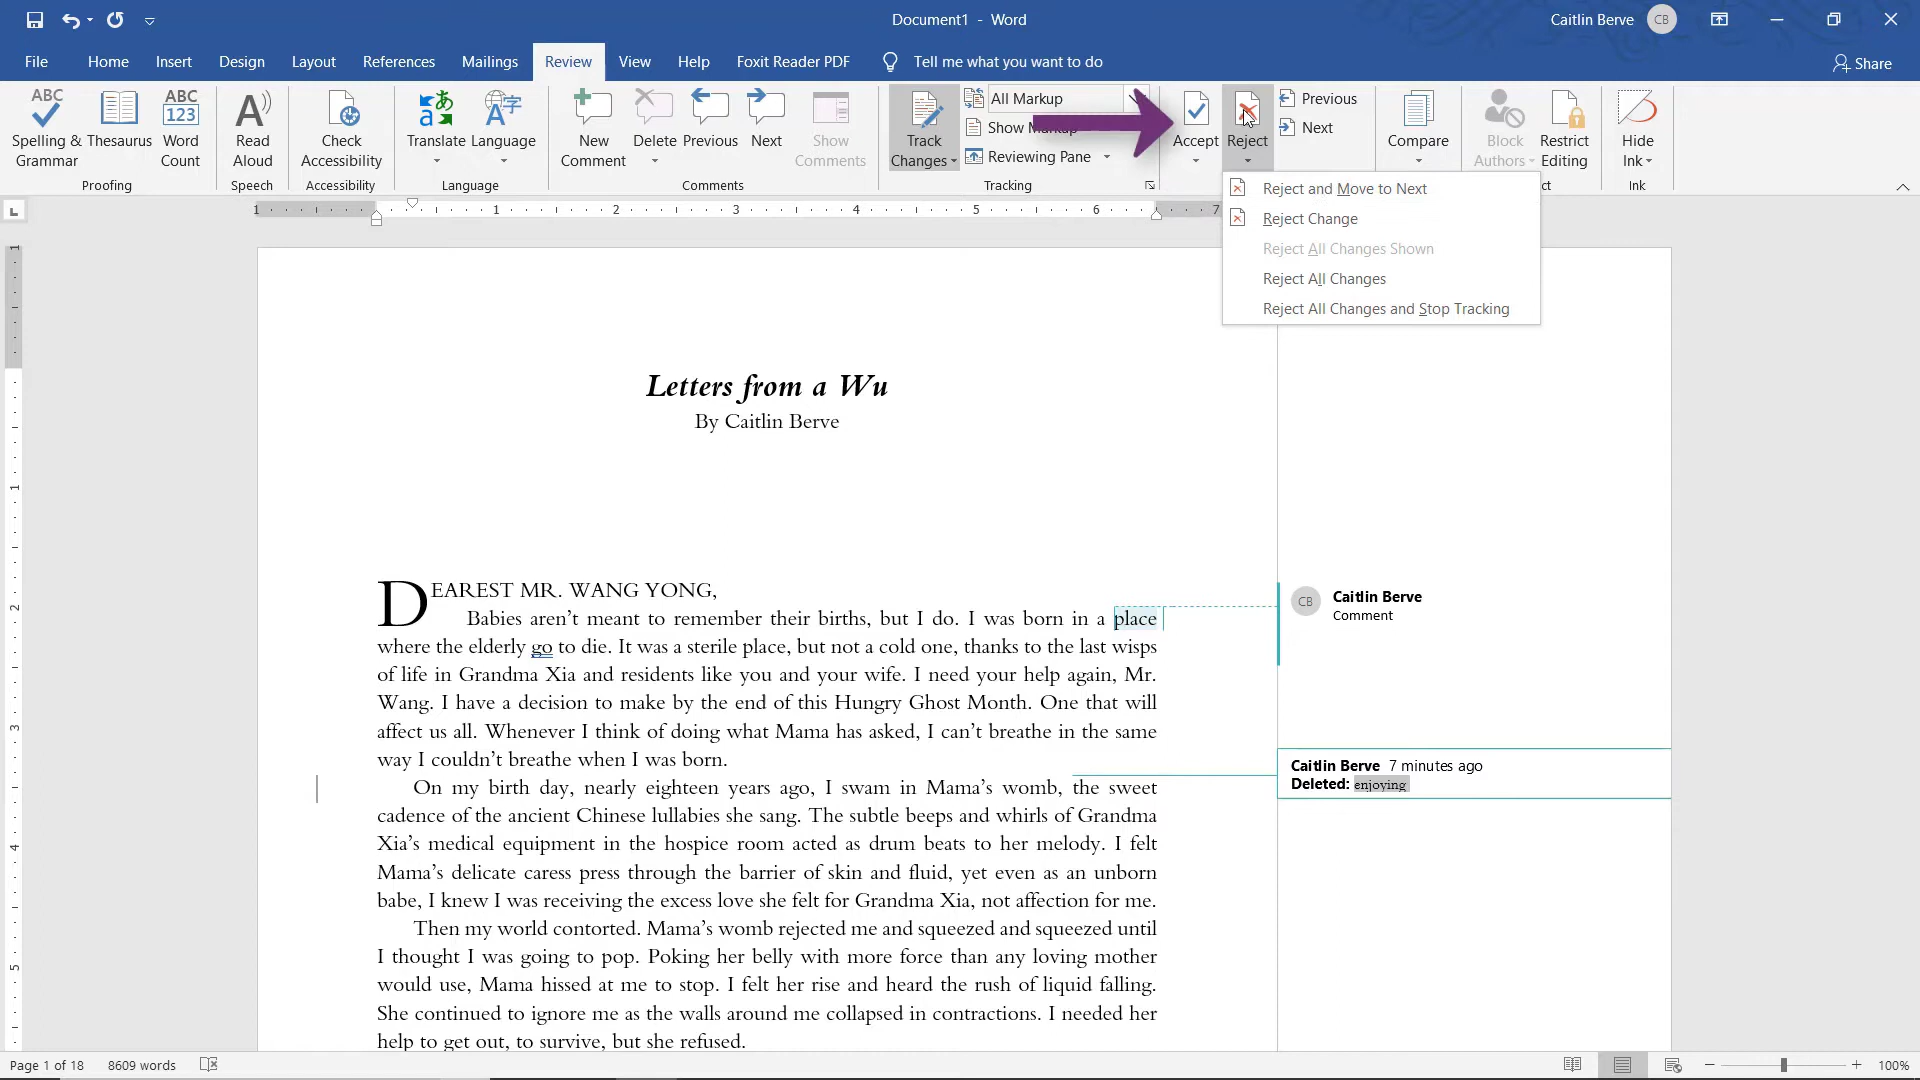 Document1 - Word
Caitlin Berve
CB
File
Home
Insert
Design
Layout
References
Mailings
Review
View
Help
Foxit Reader PDF
Tell me what you want to do
Share
ABC
Spelling &
Grammar
Thesaurus
ABC
123
Word
Count
Proofing
A
Read
Aloud
Speech
Check
Accessibility
Accessibility
Translate
Language
Language
New
Comment
Delete
Previous
Next
Show
Comments
Comments
Track
Changes
All Markup
Show Markup
Reviewing Pane
Tracking
Accept
Reject
Previous
Next
Compare
Block
Authors
Restrict
Editing
ct
Hide
Ink
Ink
Reject and Move to Next
Reject Change
Reject All Changes Shown
Reject All Changes
Reject All Changes and Stop Tracking
1 1 2 3 4 5 6 7
1
1
2
3
4
5
Letters from a Wu
By Caitlin Berve
DEAREST MR. WANG YONG,
Babies aren’t meant to remember their births, but I do. I was born in a place
where the elderly go to die. It was a sterile place, but not a cold one, thanks to the last wisps
of life in Grandma Xia and residents like you and your wife. I need your help again, Mr.
Wang. I have a decision to make by the end of this Hungry Ghost Month. One that will
affect us all. Whenever I think of doing what Mama has asked, I can’t breathe in the same
way I couldn’t breathe when I was born.
On my birth day, nearly eighteen years ago, I swam in Mama’s womb, the sweet
cadence of the ancient Chinese lullabies she sang. The subtle beeps and whirls of Grandma
Xia’s medical equipment in the hospice room acted as drum beats to her melody. I felt
Mama’s delicate caress press through the barrier of skin and fluid, yet even as an unborn
babe, I knew I was receiving the excess love she felt for Grandma Xia, not affection for me.
Then my world contorted. Mama’s womb rejected me and squeezed and squeezed until
I thought I was going to pop. Poking her belly with more force than any loving mother
would use, Mama hissed at me to stop. I felt her rise and heard the rush of liquid falling.
She continued to ignore me as the walls around me collapsed in contractions. I needed her
help to get out, to survive, but she refused.
CB
Caitlin Berve
Comment
Caitlin Berve 7 minutes ago
Deleted: enjoying
Page 1 of 18
8609 words
100%